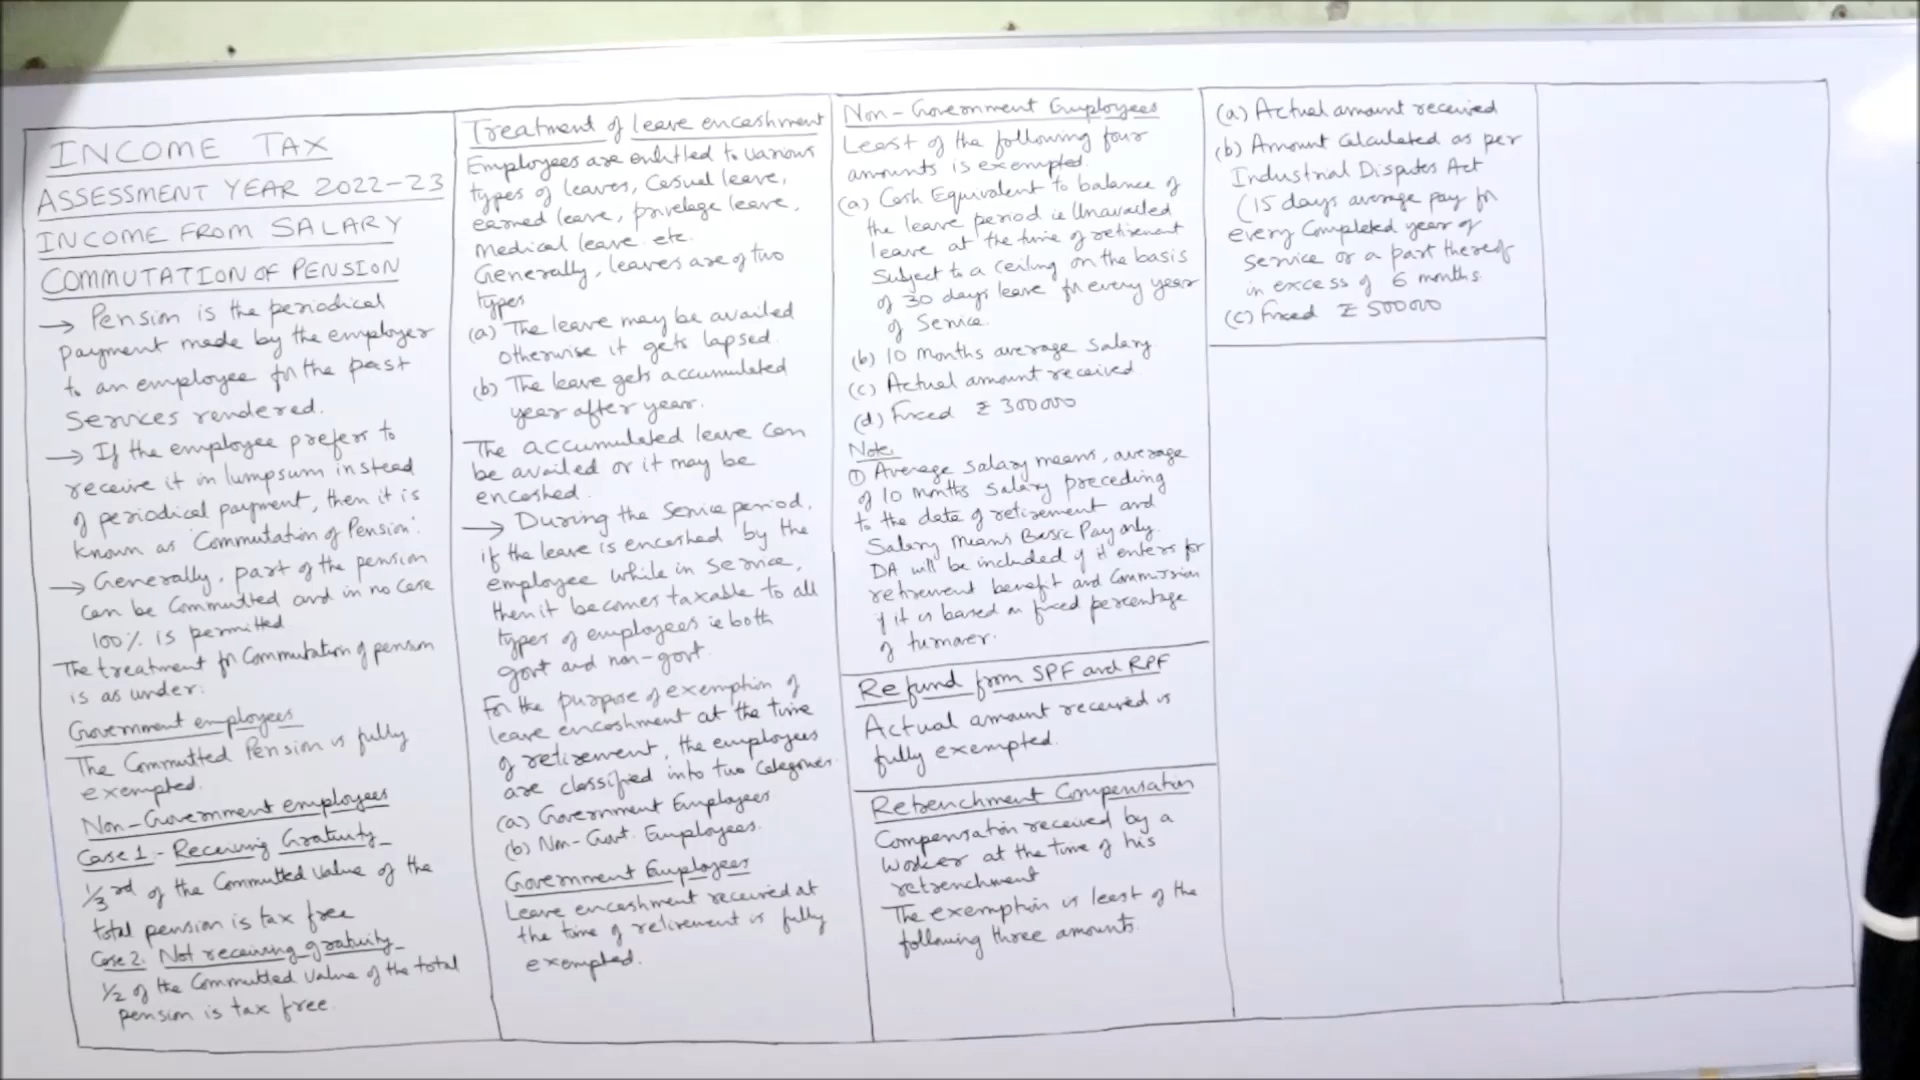 INCOME TAX
ASSESSMENT YEAR 2022-23
INCOME FROM SALARY
COMMUTATION OF PENSION
→ Pension is the periodical
payment made by the employer
to an employee for the past
Services rendered.
→ If the employee prefers to
receive it in lumpsum instead
of periodical payment, then it is
known as 'Commutation of Pension'.
→ Generally, part of the pension
can be Committed and in no case
100% is permitted
The treatment for Commutation of pension
is as under.
Government employees
The Committed Pension is fully
exempted.
Non-Government employees
Case 1 - Receiving Gratuity
1/3rd of the Committed value of the
total pension is tax free
Case 2. Not receiving gratuity
1/2 of the Committed value of the total
pension is tax free.
Treatment of leave encashment
Employees are entitled to various
types of leaves, Casual leave,
earned leave, privelege leave,
Medical leave etc.
Generally, leaves are of two
types
(a) The leave may be availed
otherwise it gets lapsed.
(b) The leave gets accumulated
year after year.
The accumulated leave can
be availed or it may be
encashed.
→ During the Service period,
if the leave is encashed by the
employee while in service,
then it becomes taxable to all
types of employees ie both
govt and non-govt.
For the purpose of exemption of
leave encashment at the time
of retirement, the employees
are classified into two categories.
(a) Government Employees
(b) Non-Govt. Employees.
Government Employees
Leave encashment received at
the time of retirement is fully
exempted.
Non-Government Employees
Least of the following four
amounts is exempted.
(a) Cash Equivalent to balance of
the leave period ie Unavailed
leave at the time of retirement
Subject to a ceiling on the basis
of 30 days leave for every year
of Service.
(b) 10 months average salary
(c) Actual amount received
(d) Fixed ₹ 300000
Note.
① Average salary means, average
of 10 months salary preceding
to the date of retirement and
Salary means Basic Pay only.
DA will be included if it enters for
retirement benefit and Commission
if it is based on fixed percentage
of turnover.
Refund from SPF and RPF
Actual amount received is
fully exempted.
Retrenchment Compensation
Compensation received by a
Worker at the time of his
retrenchment
The exemption is least of the
following three amounts.
(a) Actual amount received
(b) Amount Calculated as per
Industrial Disputes Act
(15 days average pay for
every Completed year of
Service or a part thereof
in excess of 6 months
(c) Fixed ₹ 500000